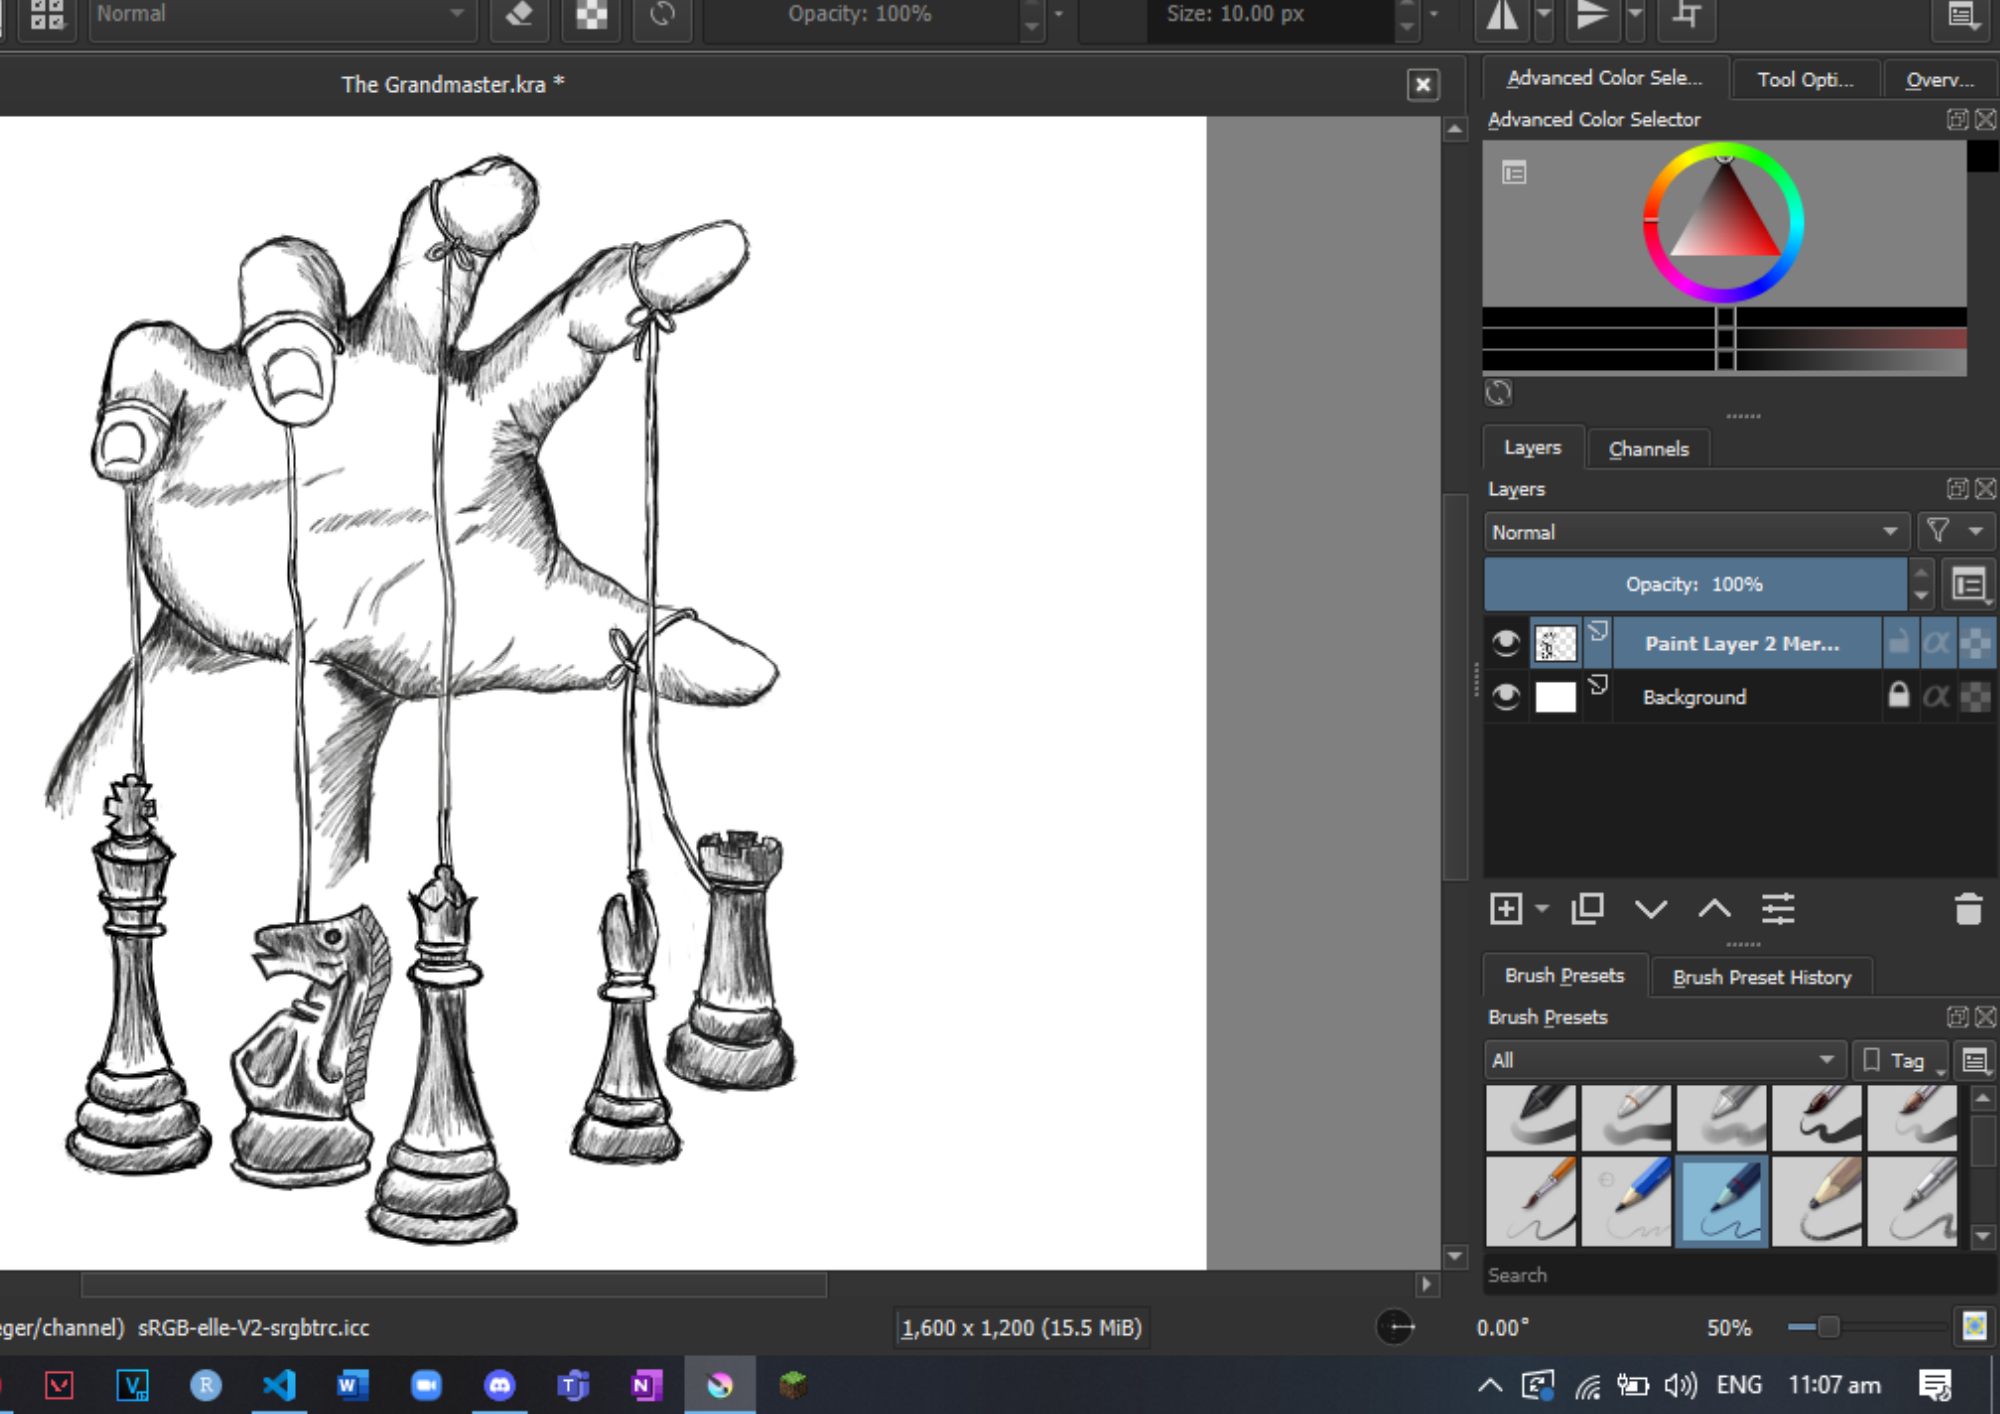 Normal
Opacity: 100%
Size: 10.00 px
The Grandmaster.kra *
Advanced Color Sele...
Tool Opti...
Overv...
Advanced Color Selector
Layers
Channels
Layers
Normal
Opacity: 100%
Paint Layer 2 Mer...
Background
Brush Presets
Brush Preset History
Brush Presets
All
Tag
Search
eger/channel) sRGB-elle-V2-srgbtrc.icc
1,600 x 1,200 (15.5 MiB)
0.00°
50%
ENG
11:07 am